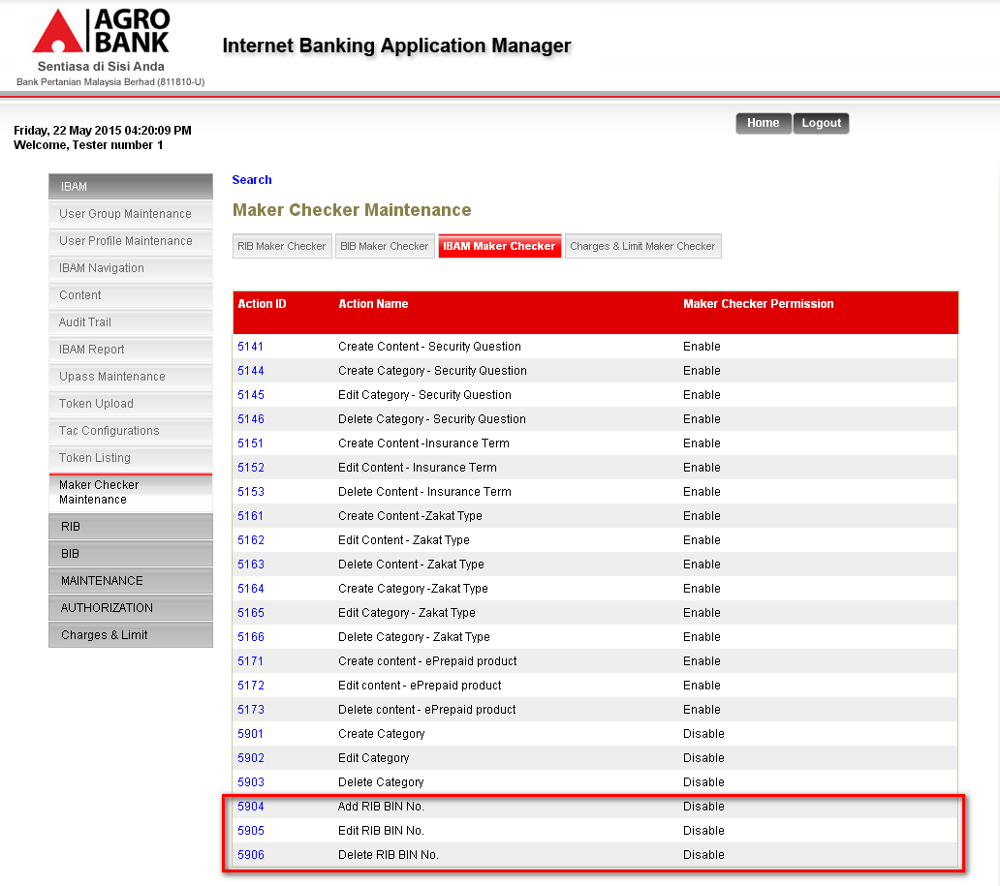 AGRO
BANK
Sentiasa di Sisi Anda
Bank Pertanian Malaysia Berhad (811810-U)
Internet Banking Application Manager
Friday, 22 May 2015 04:20:09 PM
Welcome, Tester number 1
Home Logout
IBAM
User Group Maintenance
User Profile Maintenance
IBAM Navigation
Content
Audit Trail
IBAM Report
Upass Maintenance
Token Upload
Tac Configurations
Token Listing
Maker Checker
Maintenance
RIB
BIB
MAINTENANCE
AUTHORIZATION
Charges & Limit
Search
Maker Checker Maintenance
RIB Maker Checker BIB Maker Checker IBAM Maker Checker Charges & Limit Maker Checker
Action ID Action Name Maker Checker Permission
5141 Create Content - Security Question Enable
5144 Create Category - Security Question Enable
5145 Edit Category - Security Question Enable
5146 Delete Category - Security Question Enable
5151 Create Content -Insurance Term Enable
5152 Edit Content - Insurance Term Enable
5153 Delete Content - Insurance Term Enable
5161 Create Content -Zakat Type Enable
5162 Edit Content - Zakat Type Enable
5163 Delete Content - Zakat Type Enable
5164 Create Category -Zakat Type Enable
5165 Edit Category - Zakat Type Enable
5166 Delete Category - Zakat Type Enable
5171 Create content - ePrepaid product Enable
5172 Edit content - ePrepaid product Enable
5173 Delete content - ePrepaid product Enable
5901 Create Category Disable
5902 Edit Category Disable
5903 Delete Category Disable
5904 Add RIB BIN No. Disable
5905 Edit RIB BIN No. Disable
5906 Delete RIB BIN No. Disable